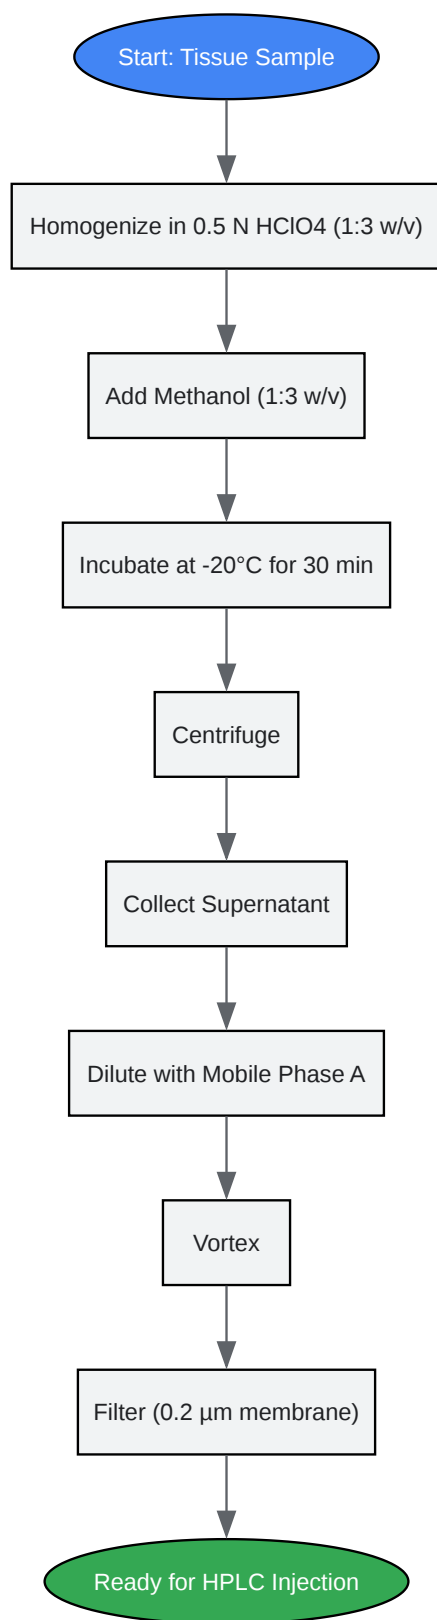 Start: Tissue Sample
Homogenize in 0.5 N HClO4 (1:3 w/v)
Add Methanol (1:3 w/v)
Incubate at -20°C for 30 min
Centrifuge
Collect Supernatant
Dilute with Mobile Phase A
Vortex
Filter (0.2 µm membrane)
Ready for HPLC Injection